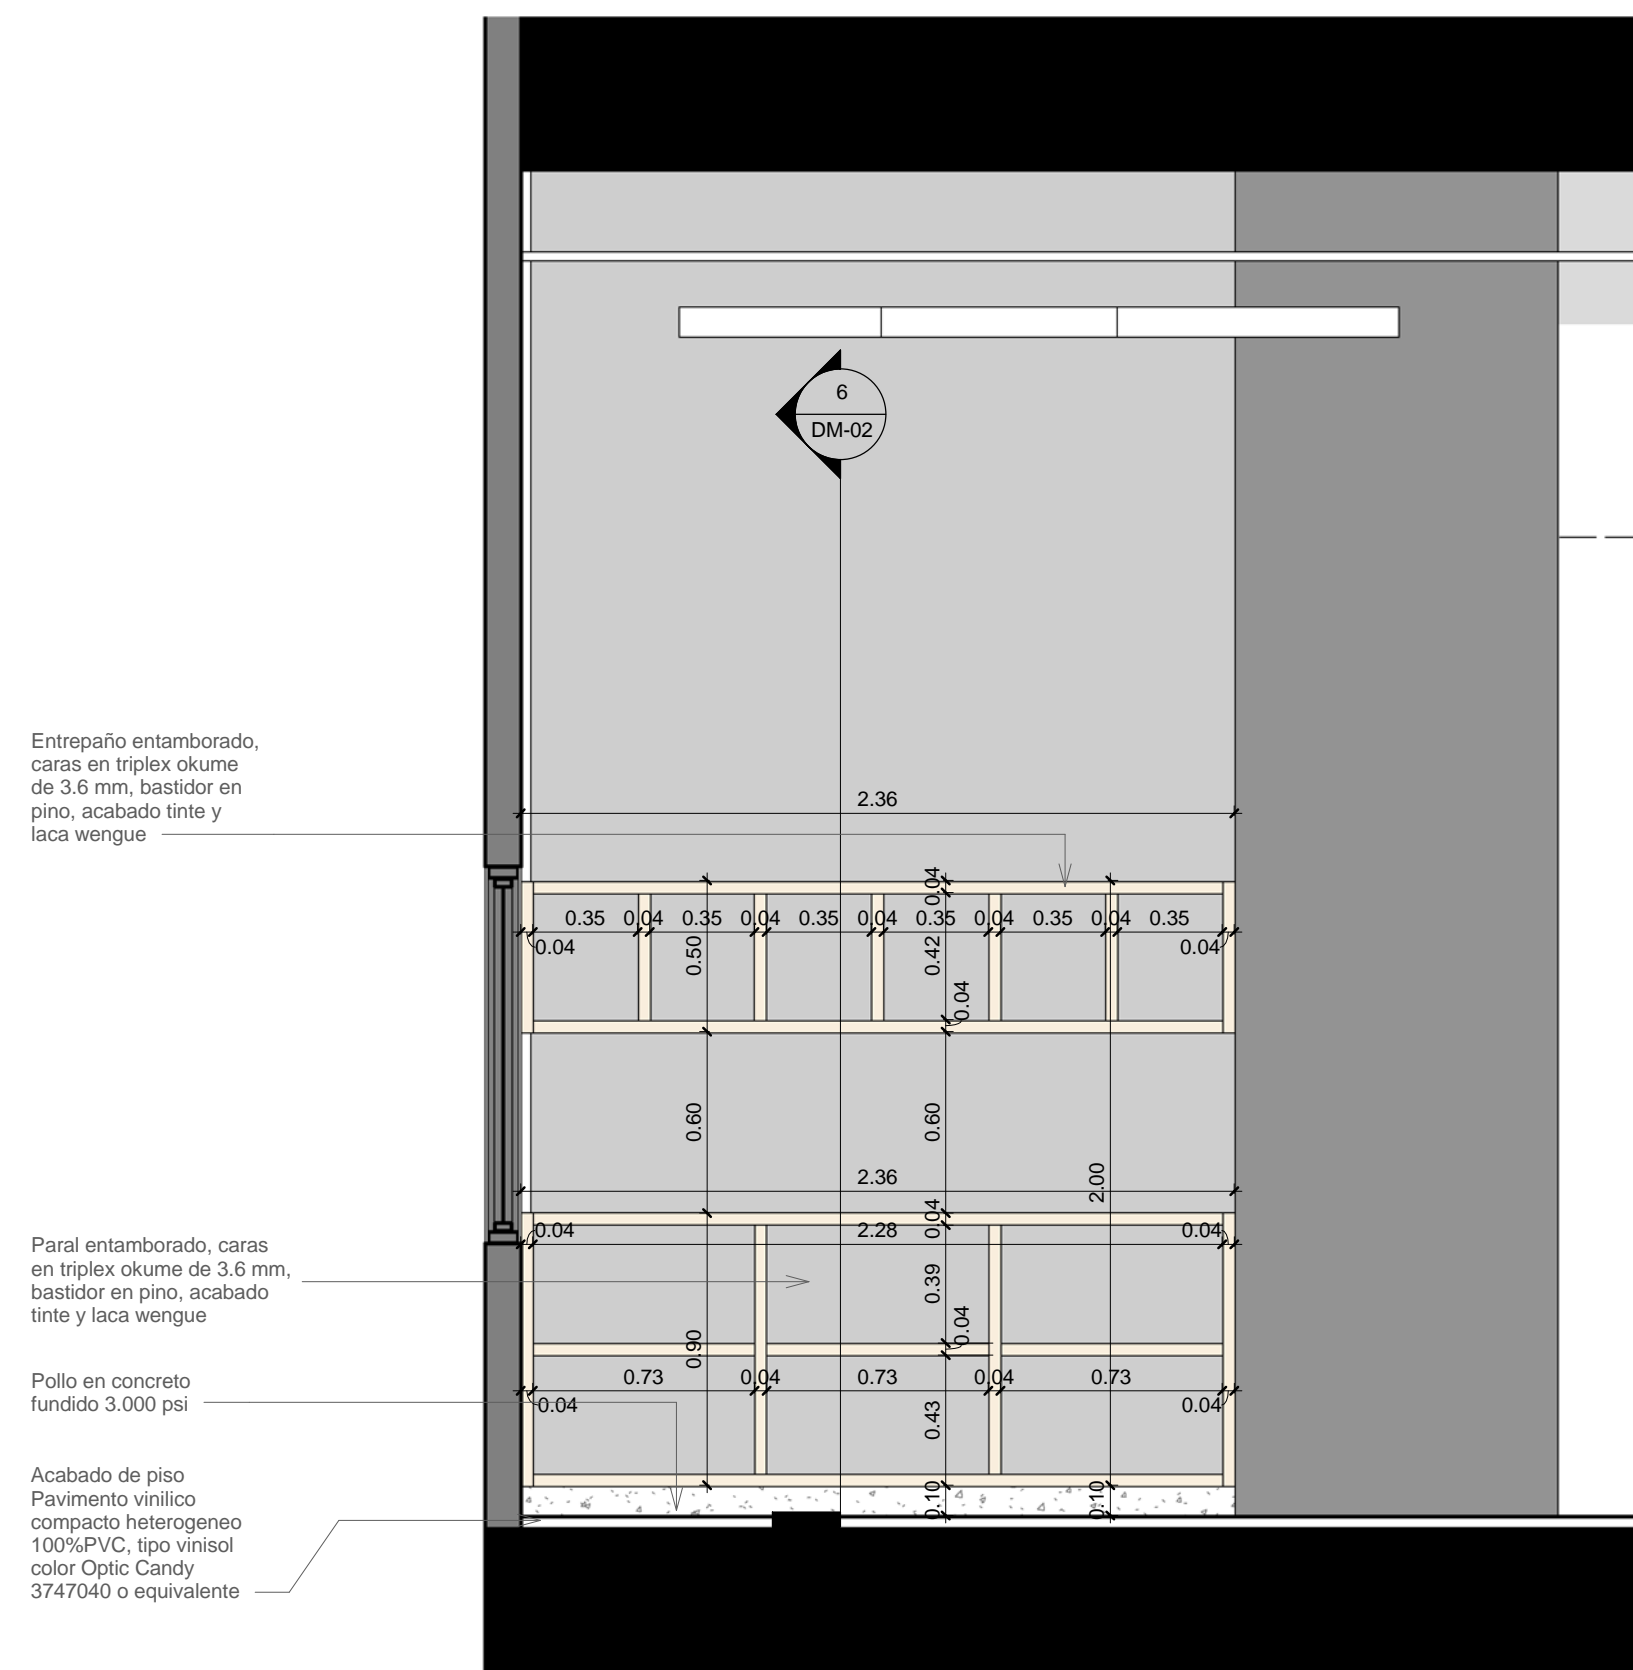 6
DM-02
Entrepaño entamborado,
caras en triplex okume
de 3.6 mm, bastidor en
pino, acabado tinte y
laca wengue
2.36
0.04
0.35 0.04 0.35 0.04 0.35 0.04 0.35 0.04 0.35 0.04 0.35
0.04 0.50 0.42 0.04
0.04
0.60 0.60
2.36
2.00
0.04
0.04 2.28 0.04
Paral entamborado, caras
en triplex okume de 3.6 mm,
bastidor en pino, acabado
tinte y laca wengue
0.39
0.04
0.90
0.73 0.04 0.73 0.04 0.73
0.04 0.43 0.04
Pollo en concreto
fundido 3.000 psi
0.10 0.10
Acabado de piso
Pavimento vinilico
compacto heterogeneo
100%PVC, tipo vinisol
color Optic Candy
3747040 o equivalente